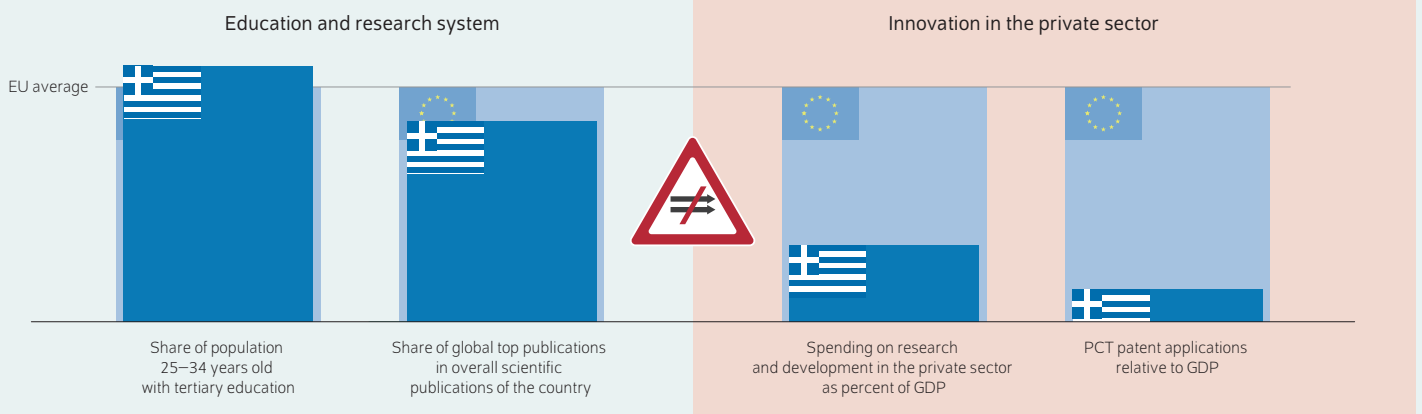 Education and research system
Innovation in the private sector
EU average
Share of population
25–34 years old
with tertiary education
Share of global top publications
in overall scientific
publications of the country
Spending on research
and development in the private sector
as percent of GDP
PCT patent applications
relative to GDP